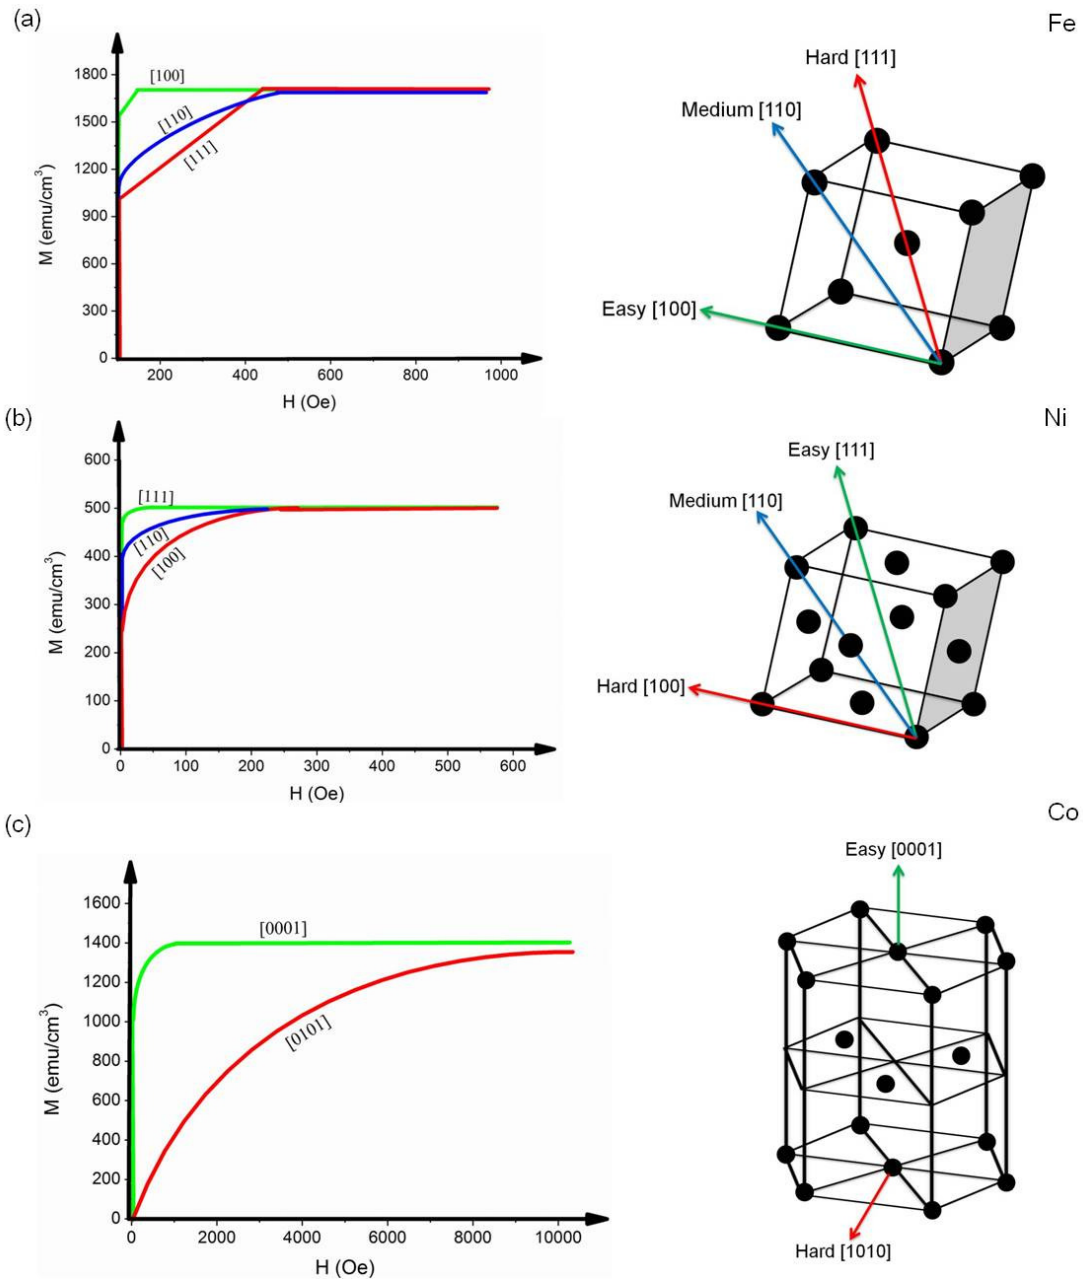 (a)
Fe
M (emu/cm³)
1800
1500
1200
900
600
300
0
[100]
[110]
[111]
200 400 600 800 1000
H (Oe)
Hard [111]
Medium [110]
Easy [100]
(b)
Ni
M (emu/cm³)
600
500
400
300
200
100
0
[111]
[110]
[100]
0 100 200 300 400 500 600
H (Oe)
Easy [111]
Medium [110]
Hard [100]
(c)
Co
M (emu/cm³)
1600
1400
1200
1000
800
600
400
200
0
[0001]
[0101]
0 2000 4000 6000 8000 10000
H (Oe)
Easy [0001]
Hard [1010]